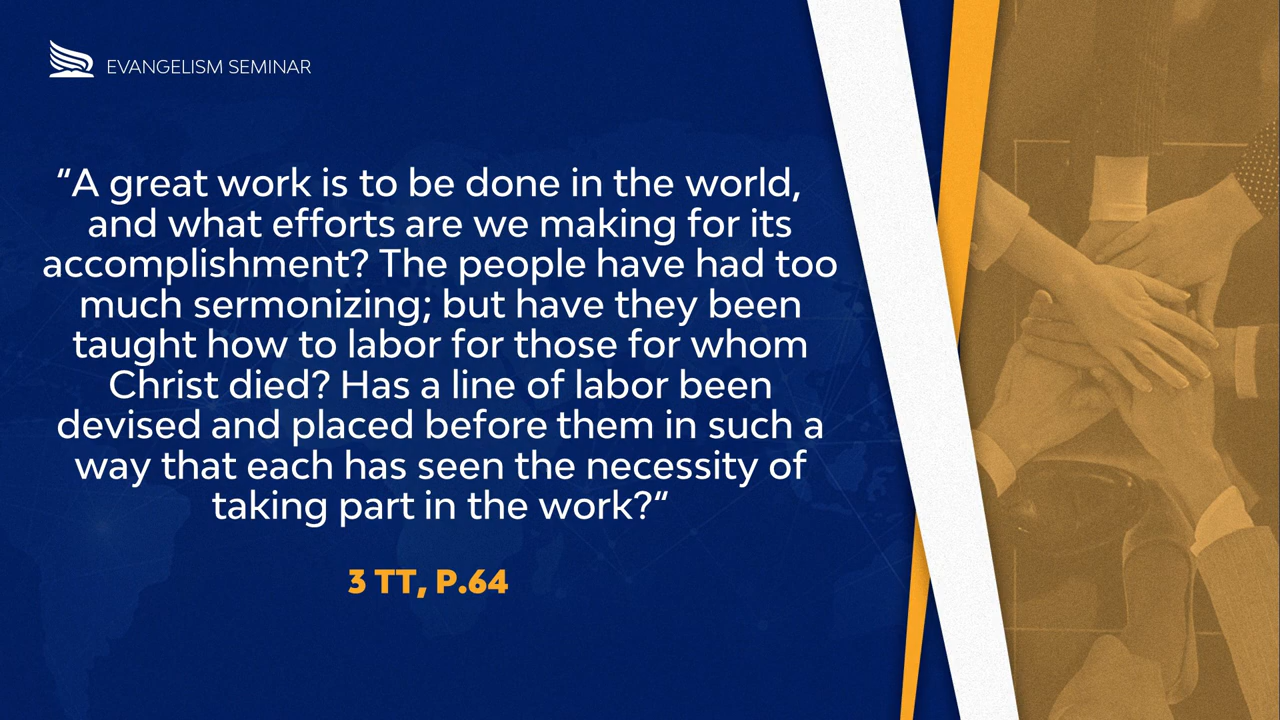 EVANGELISM SEMINAR
“A great work is to be done in the world,
and what efforts are we making for its
accomplishment? The people have had too
much sermonizing; but have they been
taught how to labor for those for whom
Christ died? Has a line of labor been
devised and placed before them in such a
way that each has seen the necessity of
taking part in the work?“
3 TT, P.64